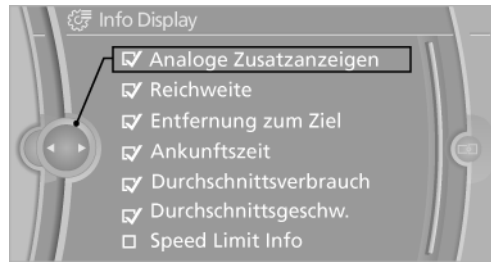 Info Display
Analoge Zusatzanzeigen
Reichweite
Entfernung zum Ziel
Ankunftszeit
Durchschnittsverbrauch
Durchschnittsgeschw.
Speed Limit Info